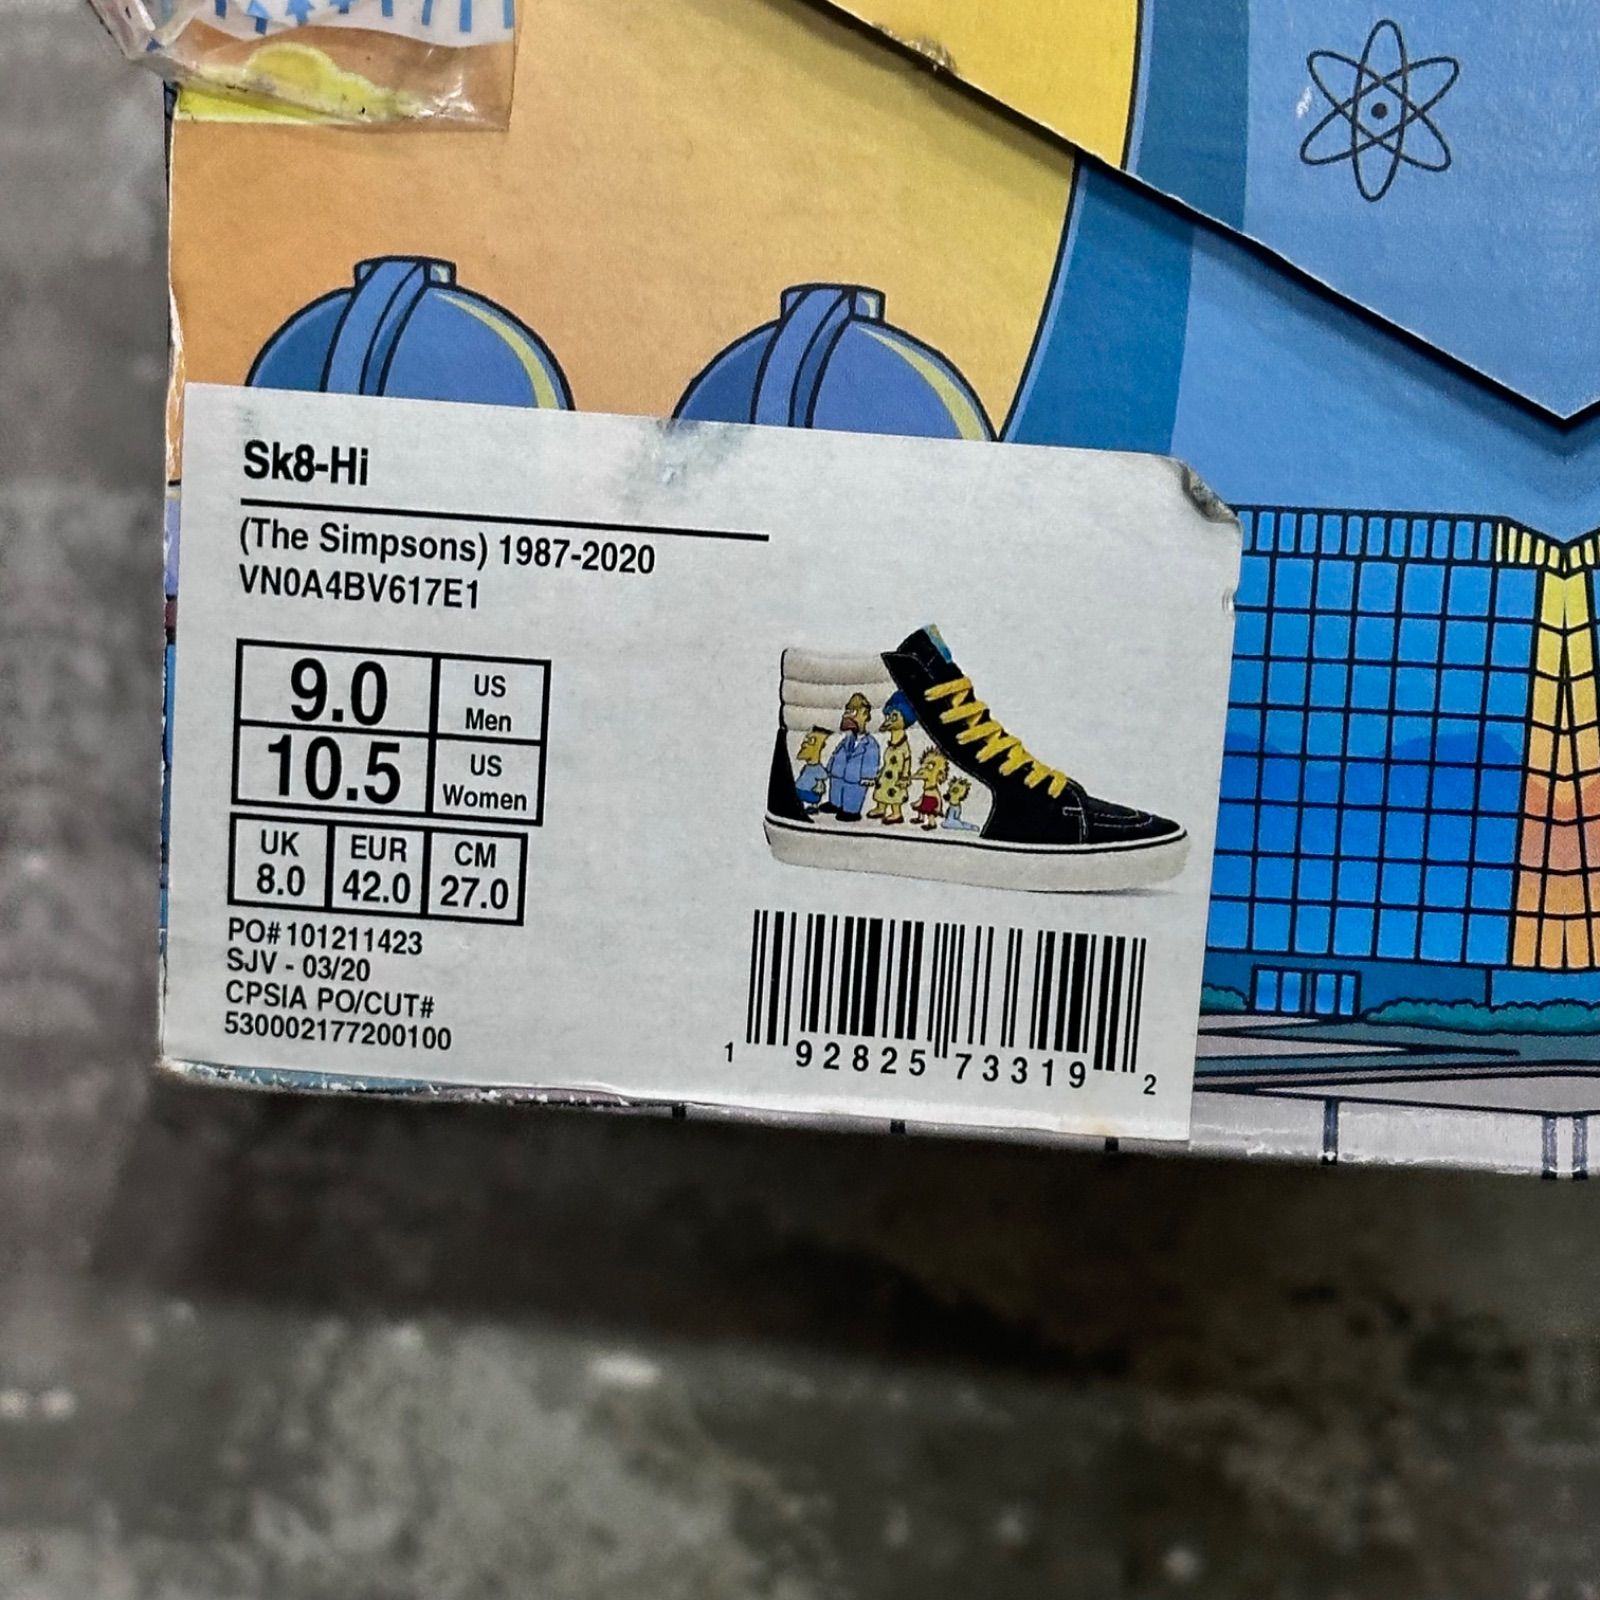 Sk8-Hi
(The Simpsons) 1987-2020
VN0A4BV617E1
9.0 US Men
10.5 US Women
UK EUR CM
8.0 42.0 27.0
PO# 101211423
SJV - 03/20
CPSIA PO/CUT#
530002177200100
1 92825 73319 2